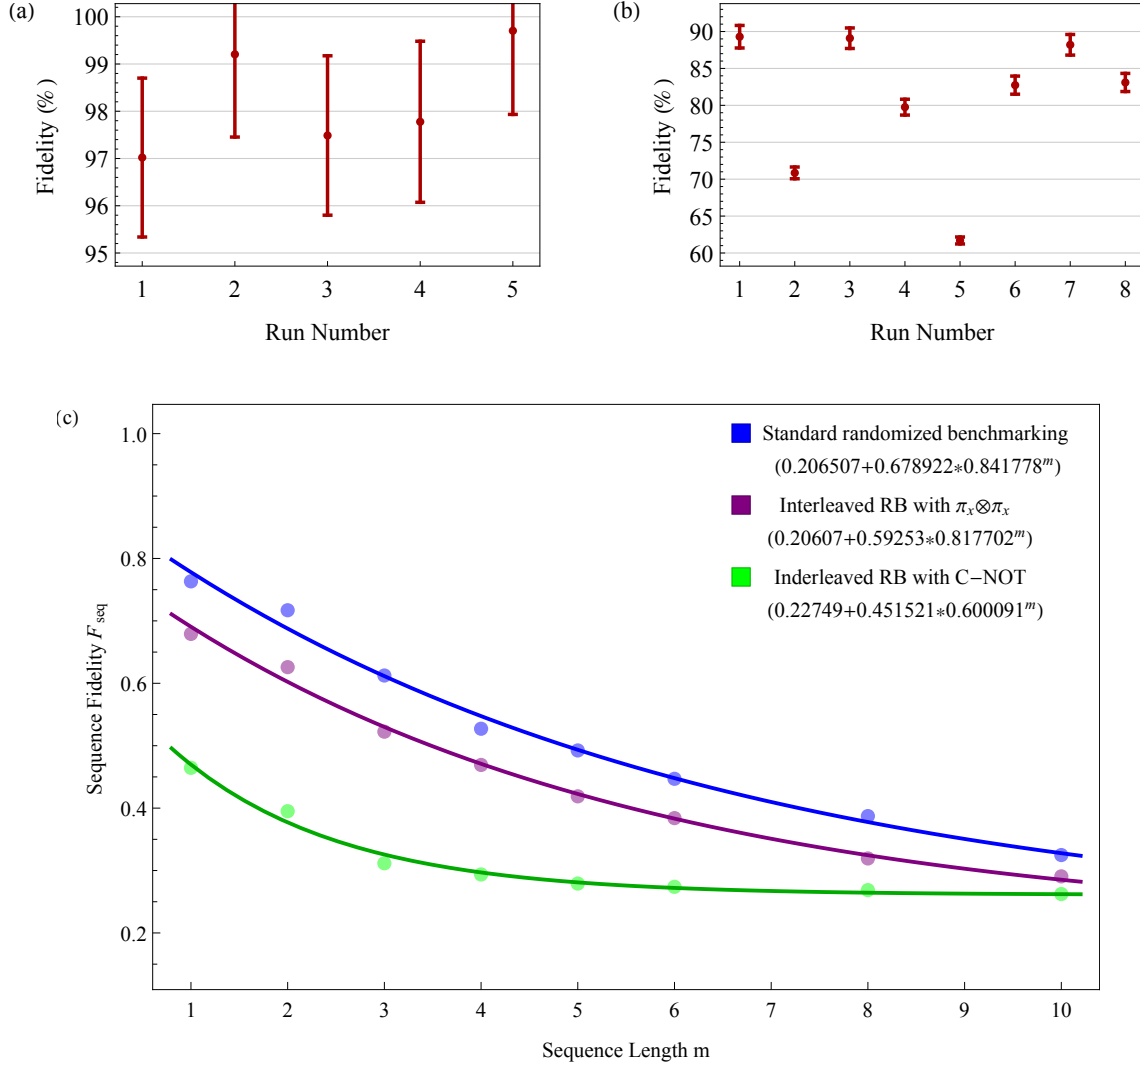 (a)
100
99
98
97
96
95
Fidelity (%)
1 2 3 4 5
Run Number
(b)
90
85
80
75
70
65
60
Fidelity (%)
1 2 3 4 5 6 7 8
Run Number
(c)
Standard randomized benchmarking
(0.206507+0.678922*0.841778^m)
Interleaved RB with π_x⊗π_x
(0.20607+0.59253*0.817702^m)
Inderleaved RB with C−NOT
(0.22749+0.451521*0.600091^m)
1.0
0.8
0.6
0.4
0.2
Sequence Fidelity F_seq
1 2 3 4 5 6 7 8 9 10
Sequence Length m